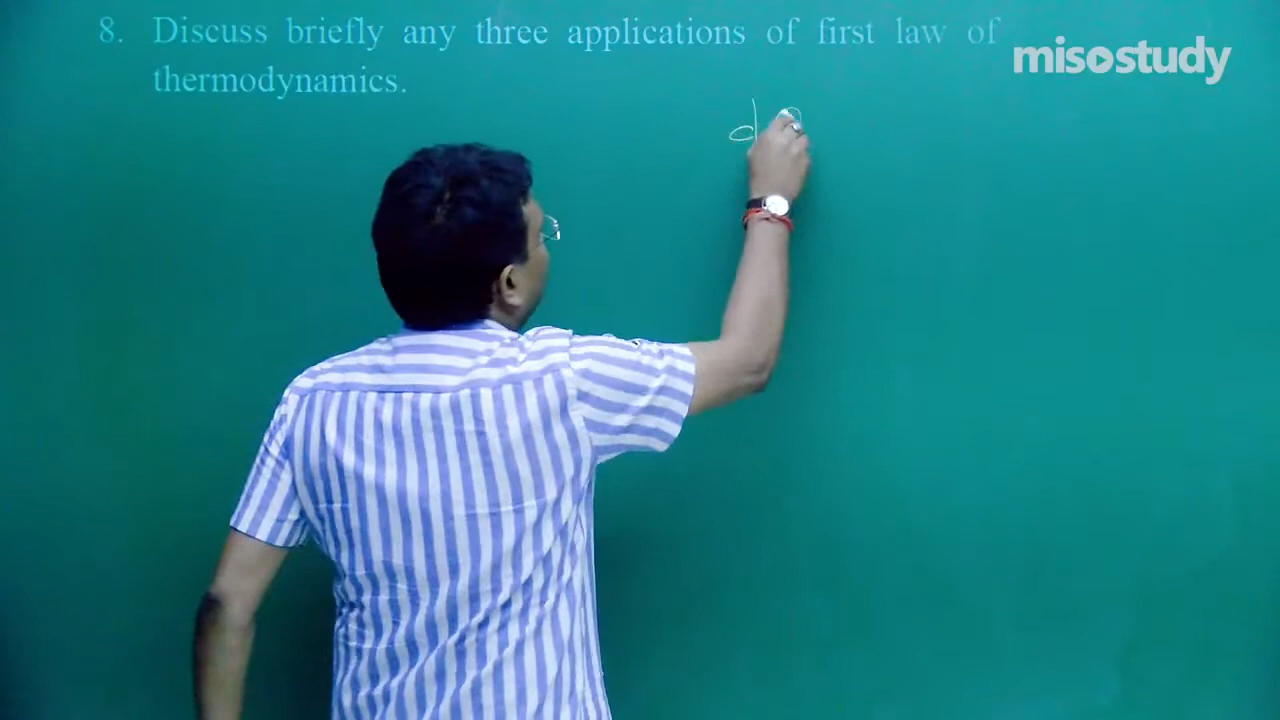 8. Discuss briefly any three applications of first law of
thermodynamics.
misostudy
d